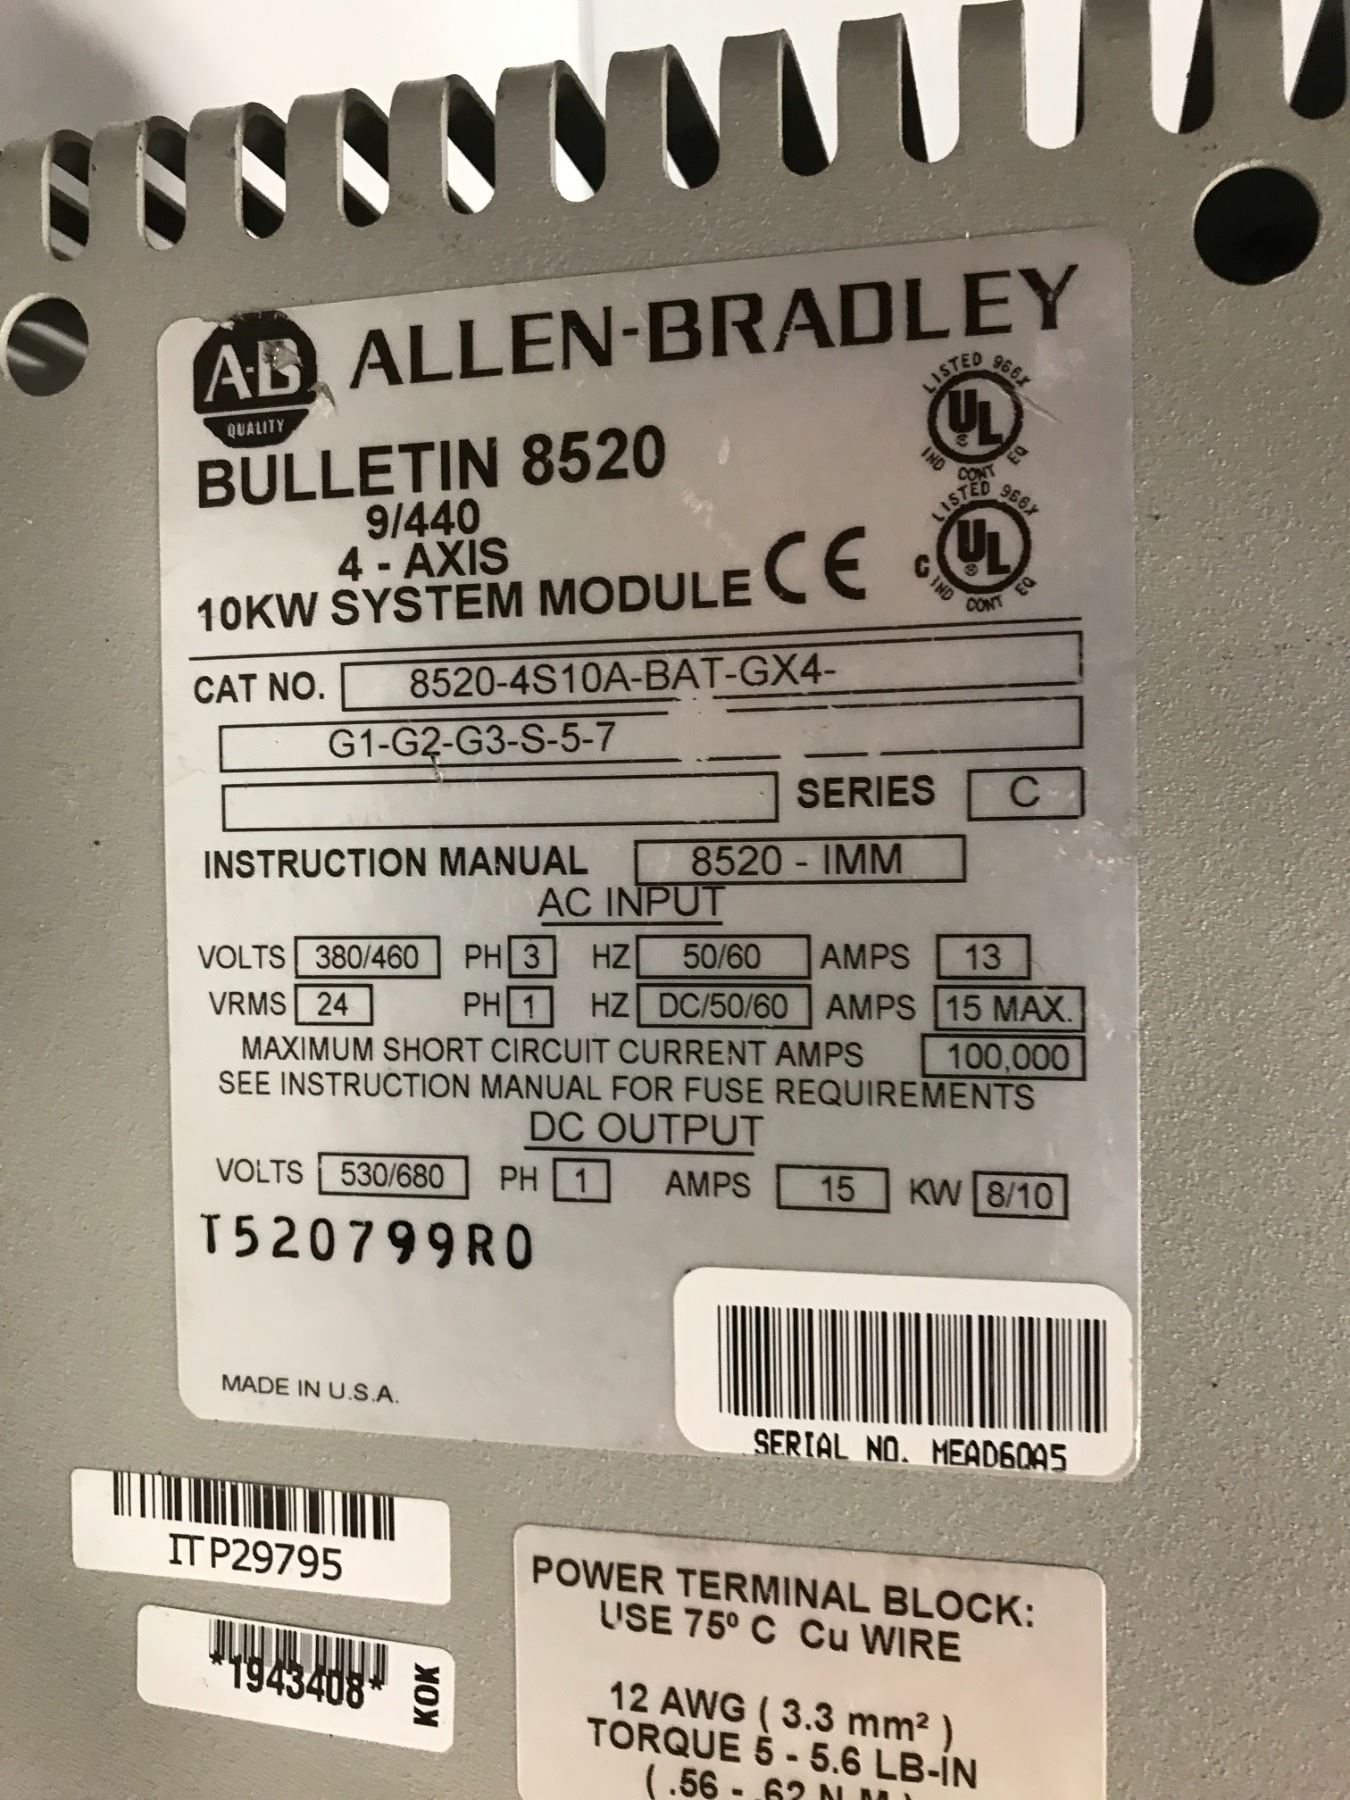 A-B ALLEN-BRADLEY
QUALITY
LISTED 966X
UL
IND CONT EQ
BULLETIN 8520
9/440
4 - AXIS
10KW SYSTEM MODULE CE
LISTED 966X
C UL ®
IND CONT EQ
CAT NO. 8520-4S10A-BAT-GX4-
G1-G2-G3-S-5-7
SERIES C
INSTRUCTION MANUAL 8520 - IMM
AC INPUT
VOLTS 380/460 PH 3 HZ 50/60 AMPS 13
VRMS 24 PH 1 HZ DC/50/60 AMPS 15 MAX.
MAXIMUM SHORT CIRCUIT CURRENT AMPS 100,000
SEE INSTRUCTION MANUAL FOR FUSE REQUIREMENTS
DC OUTPUT
VOLTS 530/680 PH 1 AMPS 15 KW 8/10
T520799R0
MADE IN U.S.A.
SERIAL NO. MEAD6QA5
ITP29795
*1943408* KOK
POWER TERMINAL BLOCK:
USE 75º C Cu WIRE
12 AWG ( 3.3 mm² )
TORQUE 5 - 5.6 LB-IN
( .56 - .62 N-M )